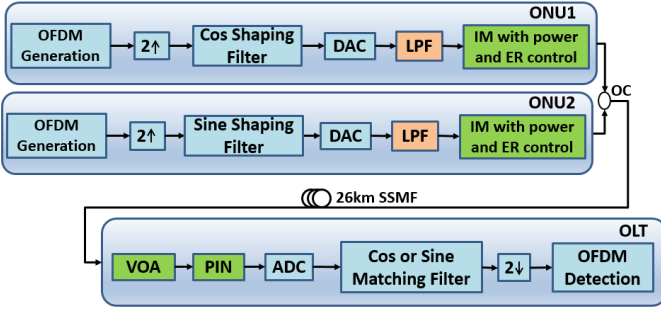 ONU1
OFDM
Generation
2↑
Cos Shaping
Filter
DAC
LPF
IM with power
and ER control
OC
ONU2
OFDM
Generation
2↑
Sine Shaping
Filter
DAC
LPF
IM with power
and ER control
26km SSMF
OLT
VOA
PIN
ADC
Cos or Sine
Matching Filter
2↓
OFDM
Detection